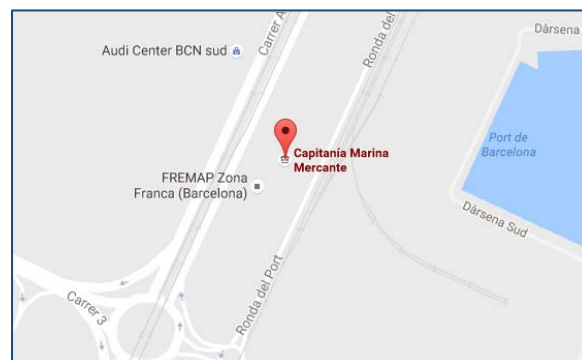 Dàrsena
Carrer A
Ronda del
Audi Center BCN sud
Port de
Barcelona
Capitanía Marina
Mercante
FREMAP Zona
Franca (Barcelona)
Dàrsena Sud
Ronda del Port
Carrer 3